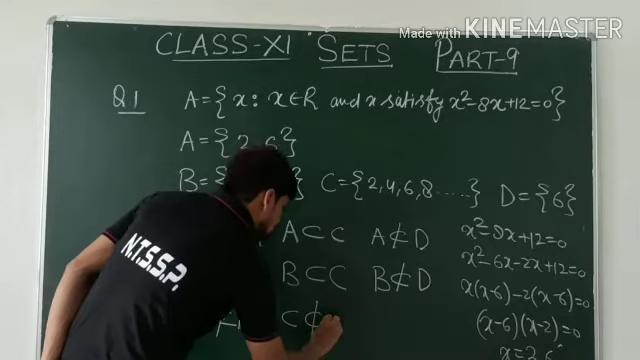 Made with KINEMASTER
CLASS-XI SETS PART-9
Q1 A={x: x∈R and x satisfy x²-8x+12=0}
A={2, 6}
B={ } C={2,4,6,8.....} D={6}
A⊂C A⊄D
B⊂C B⊄D
C⊄
x²-8x+12=0
x²-6x-2x+12=0
x(x-6)-2(x-6)=0
(x-6)(x-2)=0
x=2,
N.T.S.S.P.